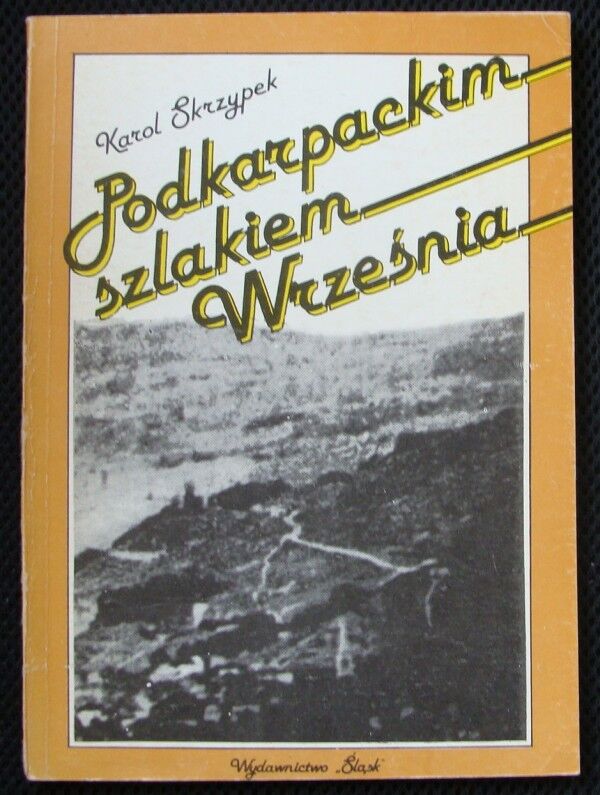 Karol Skrzypek
Podkarpackim
szlakiem
Września
Wydawnictwo „Śląsk"